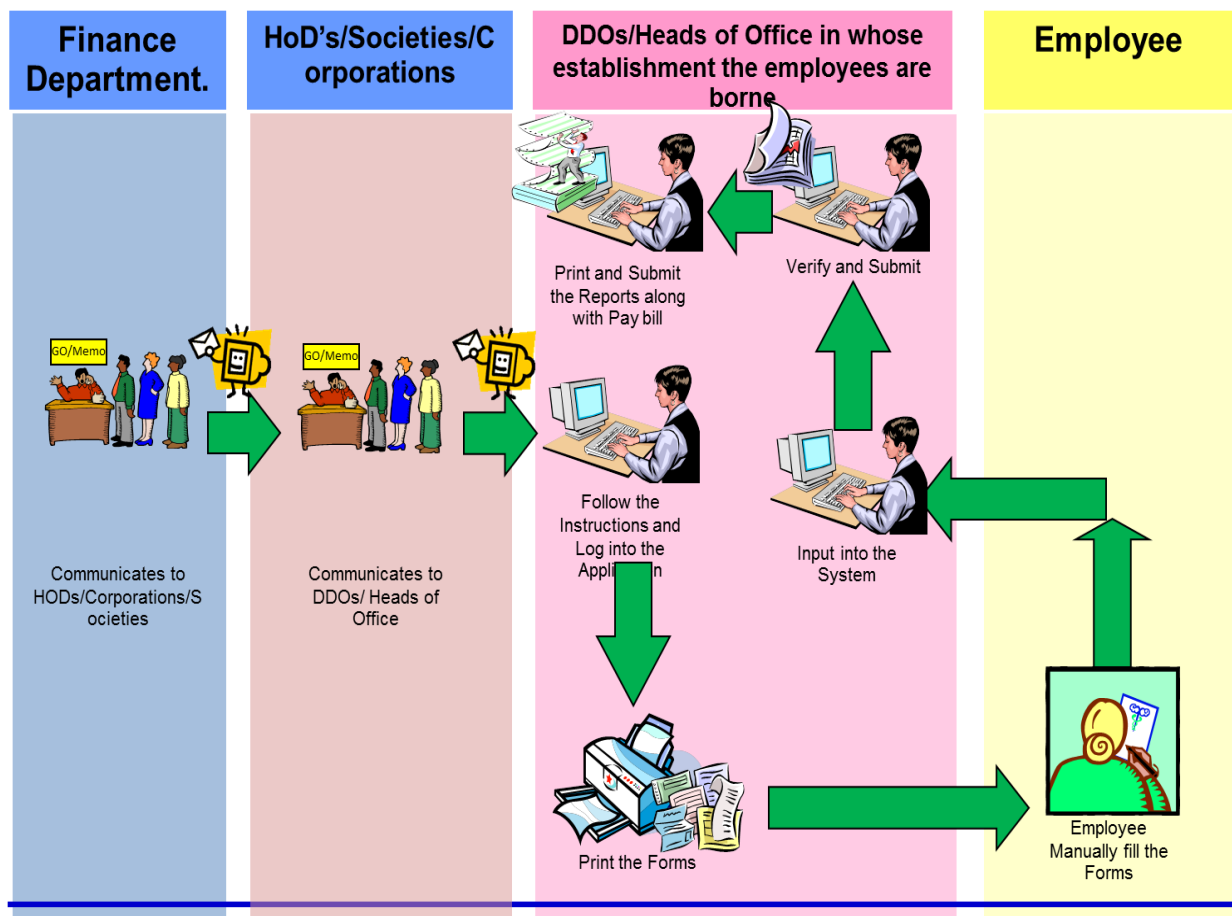 Finance
Department.
HoD's/Societies/C
orporations
DDOs/Heads of Office in whose
establishment the employees are
borne
Employee
Print and Submit
the Reports along
with Pay bill
Verify and Submit
GO/Memo
GO/Memo
Follow the
Instructions and
Log into the
Application
Input into the
System
Communicates to
HODs/Corporations/S
ocieties
Communicates to
DDOs/ Heads of
Office
Print the Forms
Employee
Manually fill the
Forms